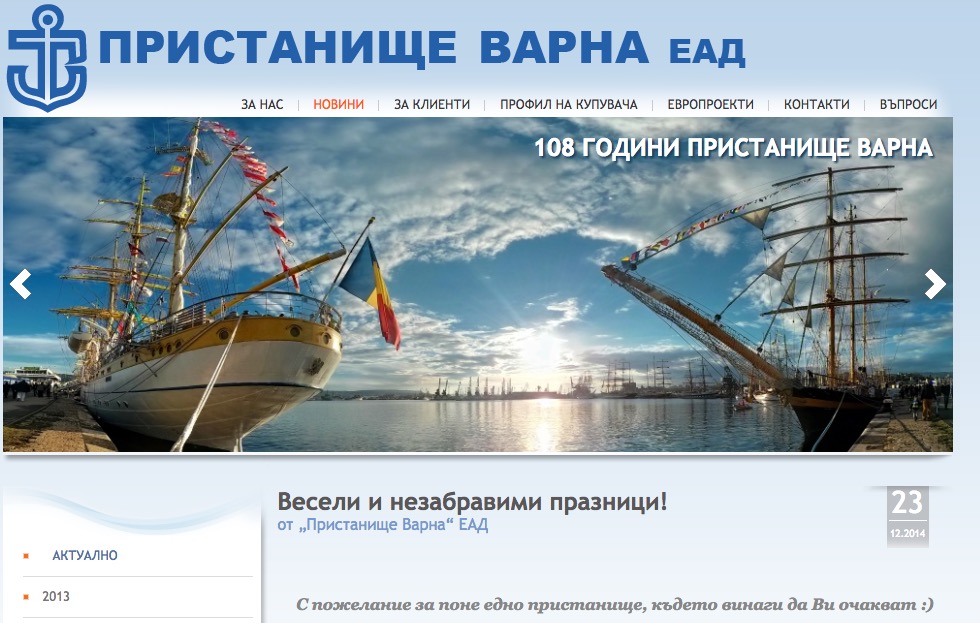 ПРИСТАНИЩЕ ВАРНА ЕАД
ЗА НАС НОВИНИ ЗА КЛИЕНТИ ПРОФИЛ НА КУПУВАЧА ЕВРОПРОЕКТИ КОНТАКТИ ВЪПРОСИ
108 ГОДИНИ ПРИСТАНИЩЕ ВАРНА
Весели и незабравими празници!
от „Пристанище Варна“ ЕАД
23
12.2014
АКТУАЛНО
2013
С пожелание за поне едно пристанище, където винаги да Ви очакват :)